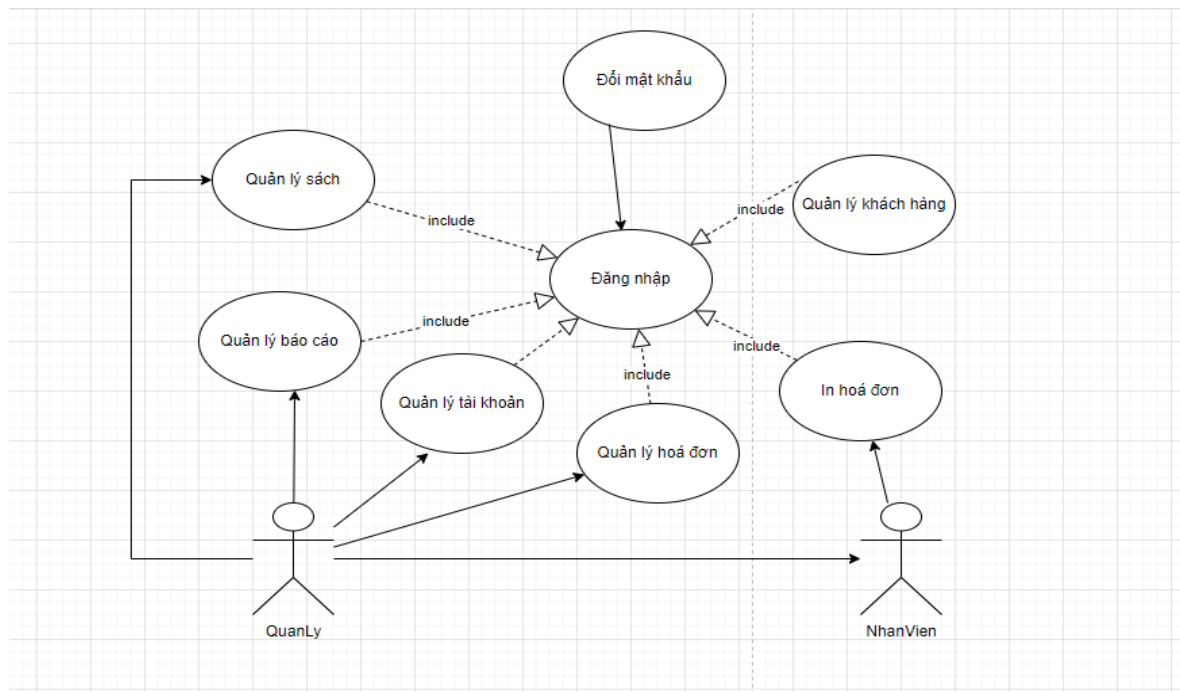 Đổi mật khẩu
Quản lý sách
Quản lý khách hàng
include
include
Đăng nhập
Quản lý báo cáo
include
include
include
Quản lý tài khoản
In hoá đơn
Quản lý hoá đơn
QuanLy
NhanVien